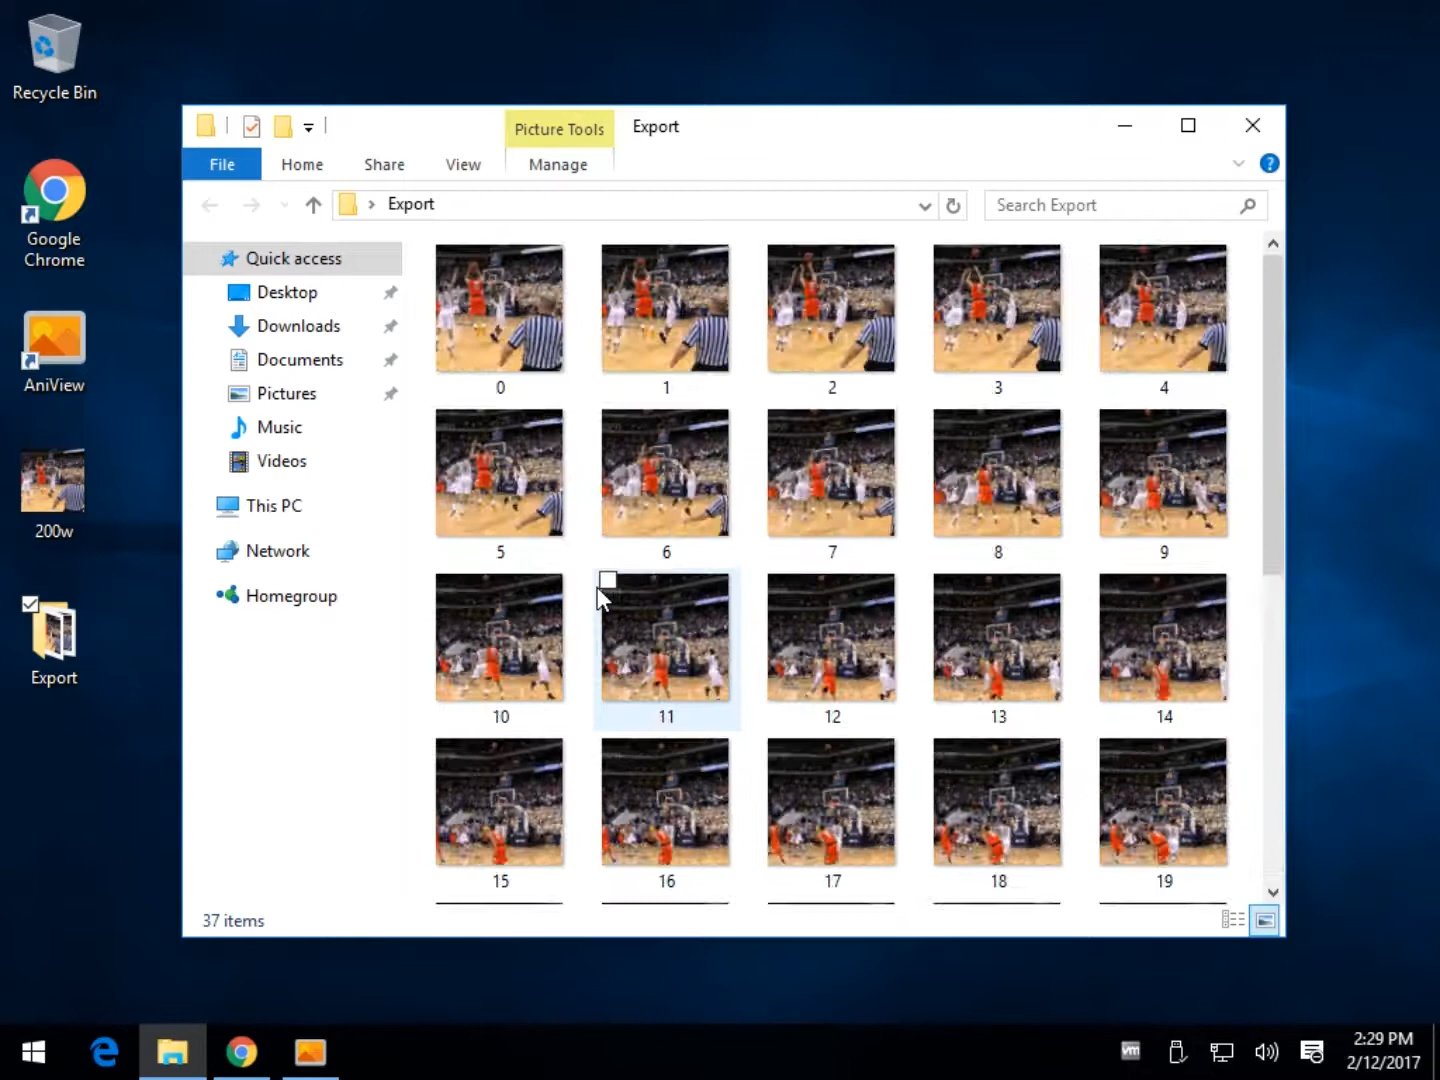 Recycle Bin
Google
Chrome
AniView
200w
Export
Picture Tools
Export
File
Home
Share
View
Manage
?
Export
Search Export
Quick access
Desktop
Downloads
Documents
Pictures
Music
Videos
This PC
Network
Homegroup
0
1
2
3
4
5
6
7
8
9
10
11
12
13
14
15
16
17
18
19
37 items
vm
2:29 PM
2/12/2017